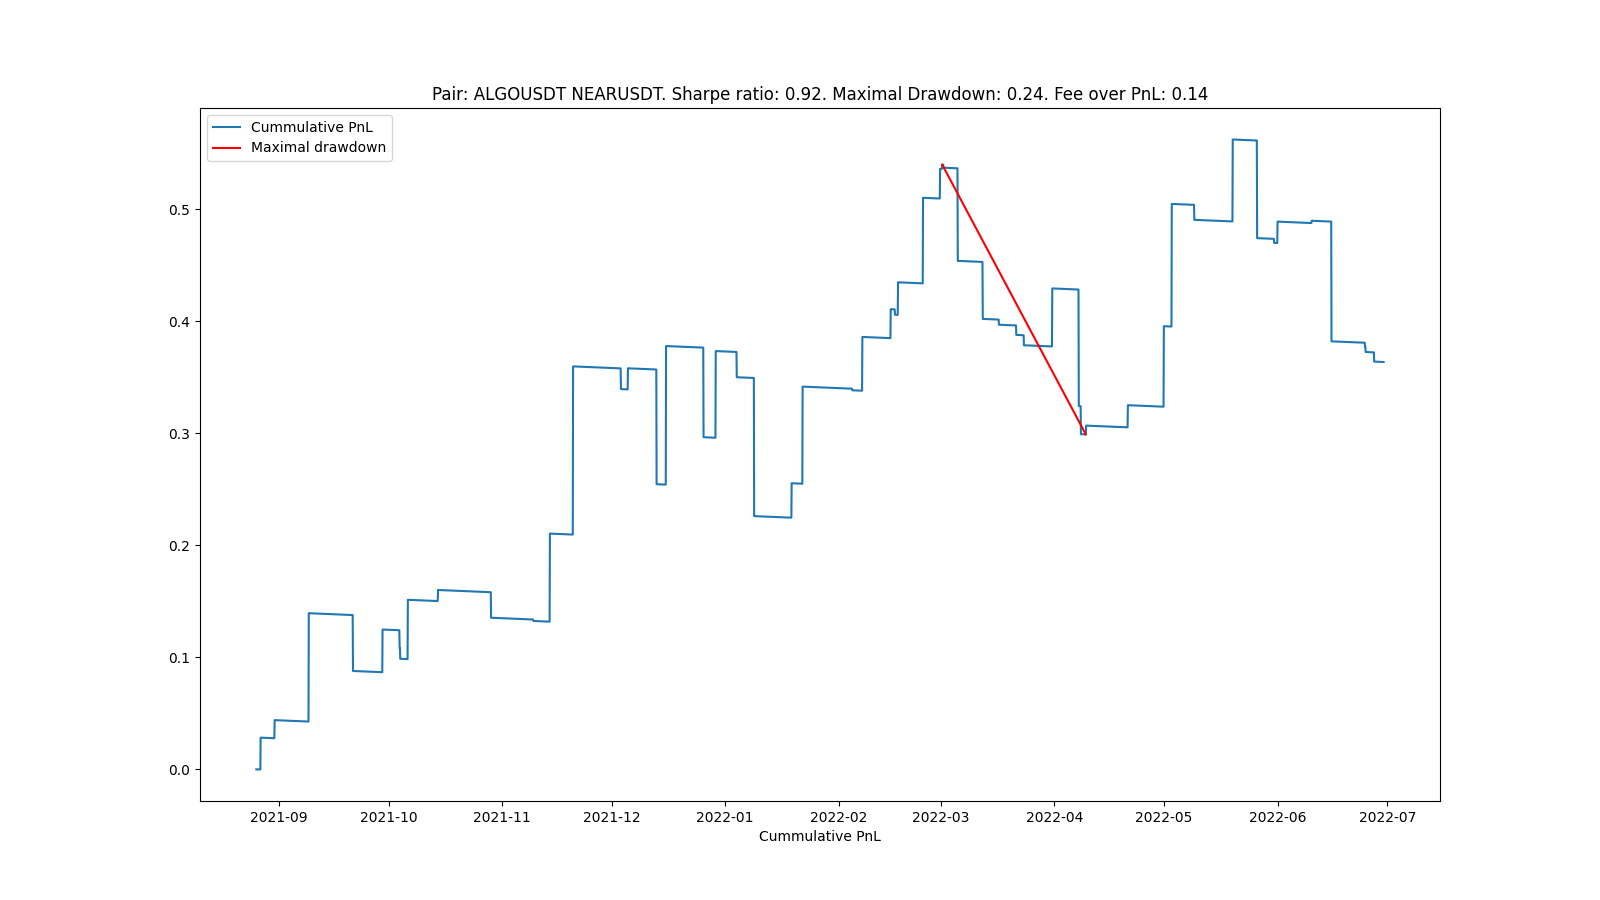 Pair: ALGOUSDT NEARUSDT. Sharpe ratio: 0.92. Maximal Drawdown: 0.24. Fee over PnL: 0.14
Cummulative PnL
Maximal drawdown
0.5
0.4
0.3
0.2
0.1
0.0
2021-09 2021-10 2021-11 2021-12 2022-01 2022-02 2022-03 2022-04 2022-05 2022-06 2022-07
Cummulative PnL